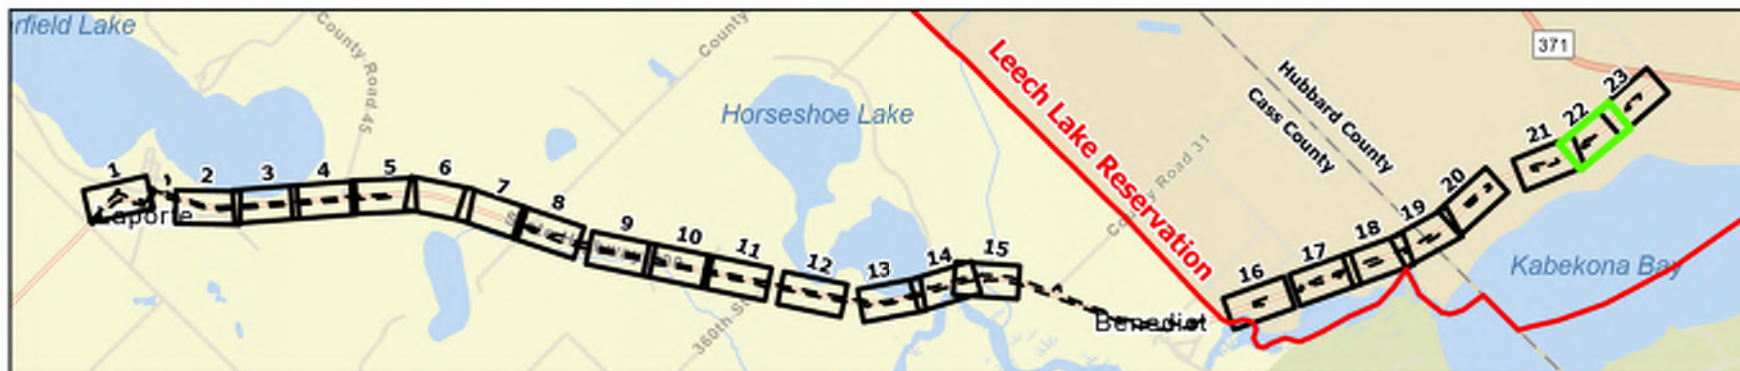 rfield Lake
County Road 45
County
371
Hubbard County
Cass County
Leech Lake Reservation
Horseshoe Lake
County Road 31
1
2
3
4
5
6
7
8
9
10
11
12
13
14
15
16
17
18
19
20
21
22
23
Laporte
Kabekona Bay
Benedict
360th